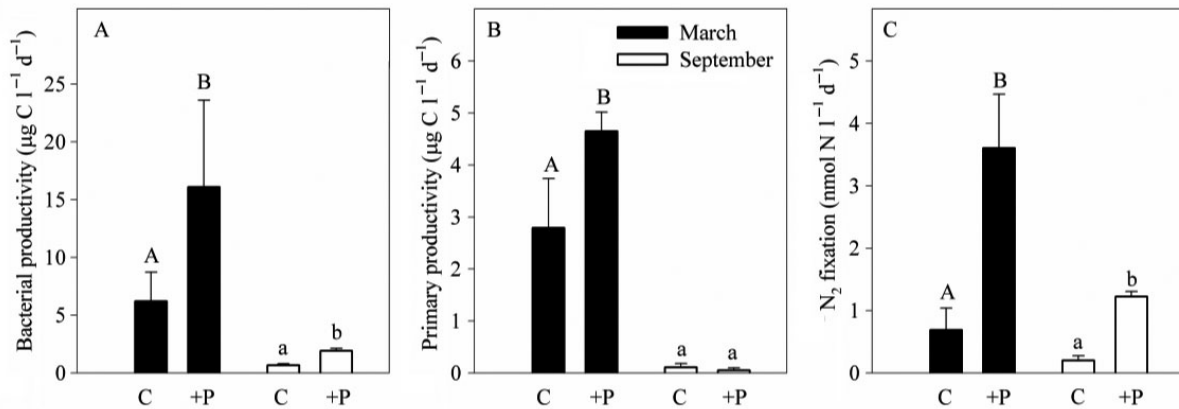 A
Bacterial productivity (µg C l⁻¹ d⁻¹)
25
20
15
10
5
0
A
B
a
b
C +P C +P
B
March
September
Primary productivity (µg C l⁻¹ d⁻¹)
6
5
4
3
2
1
0
A
B
a
a
C +P C +P
C
N₂ fixation (nmol N l⁻¹ d⁻¹)
5
4
3
2
1
0
A
B
a
b
C +P C +P